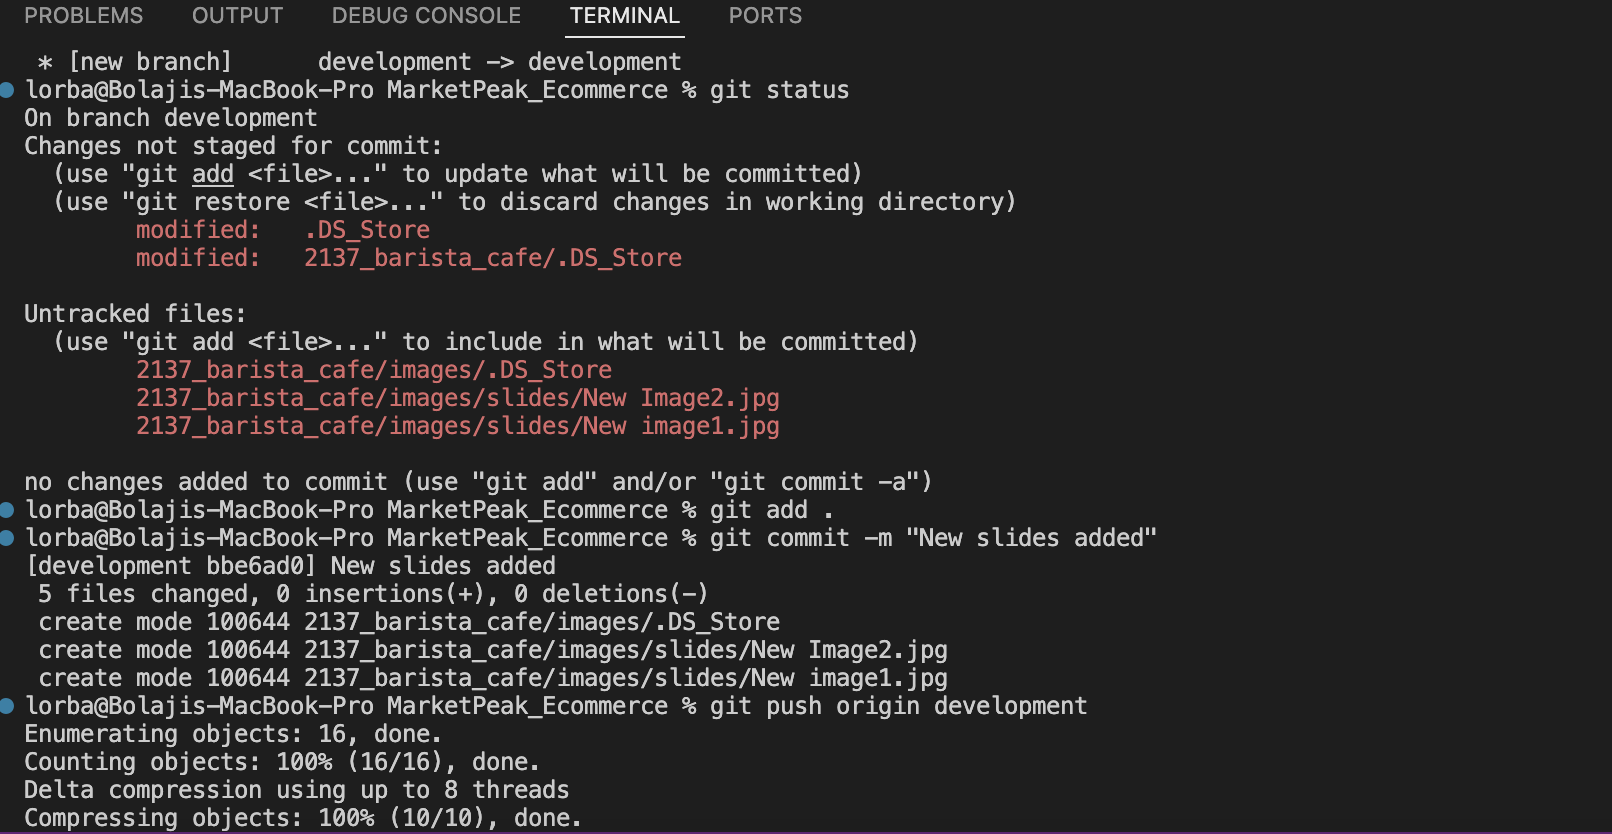 PROBLEMS OUTPUT DEBUG CONSOLE TERMINAL PORTS
* [new branch] development -> development
lorba@Bolajis-MacBook-Pro MarketPeak_Ecommerce % git status
On branch development
Changes not staged for commit:
(use "git add <file>..." to update what will be committed)
(use "git restore <file>..." to discard changes in working directory)
modified: .DS_Store
modified: 2137_barista_cafe/.DS_Store
Untracked files:
(use "git add <file>..." to include in what will be committed)
2137_barista_cafe/images/.DS_Store
2137_barista_cafe/images/slides/New Image2.jpg
2137_barista_cafe/images/slides/New image1.jpg
no changes added to commit (use "git add" and/or "git commit -a")
lorba@Bolajis-MacBook-Pro MarketPeak_Ecommerce % git add .
lorba@Bolajis-MacBook-Pro MarketPeak_Ecommerce % git commit -m "New slides added"
[development bbe6ad0] New slides added
5 files changed, 0 insertions(+), 0 deletions(-)
create mode 100644 2137_barista_cafe/images/.DS_Store
create mode 100644 2137_barista_cafe/images/slides/New Image2.jpg
create mode 100644 2137_barista_cafe/images/slides/New image1.jpg
lorba@Bolajis-MacBook-Pro MarketPeak_Ecommerce % git push origin development
Enumerating objects: 16, done.
Counting objects: 100% (16/16), done.
Delta compression using up to 8 threads
Compressing objects: 100% (10/10), done.